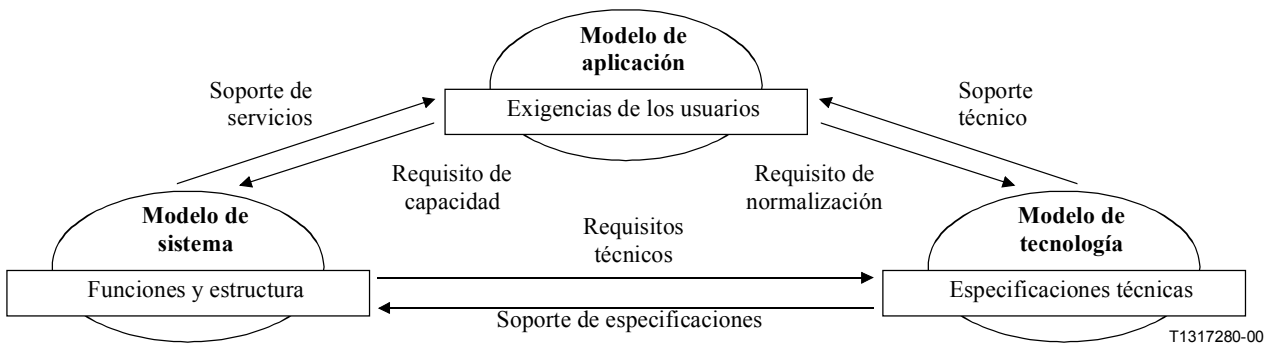 Modelo de
aplicación
Exigencias de los usuarios
Soporte de
servicios
Soporte
técnico
Requisito de
capacidad
Requisito de
normalización
Modelo de
sistema
Funciones y estructura
Requisitos
técnicos
Modelo de
tecnología
Especificaciones técnicas
Soporte de especificaciones
T1317280-00